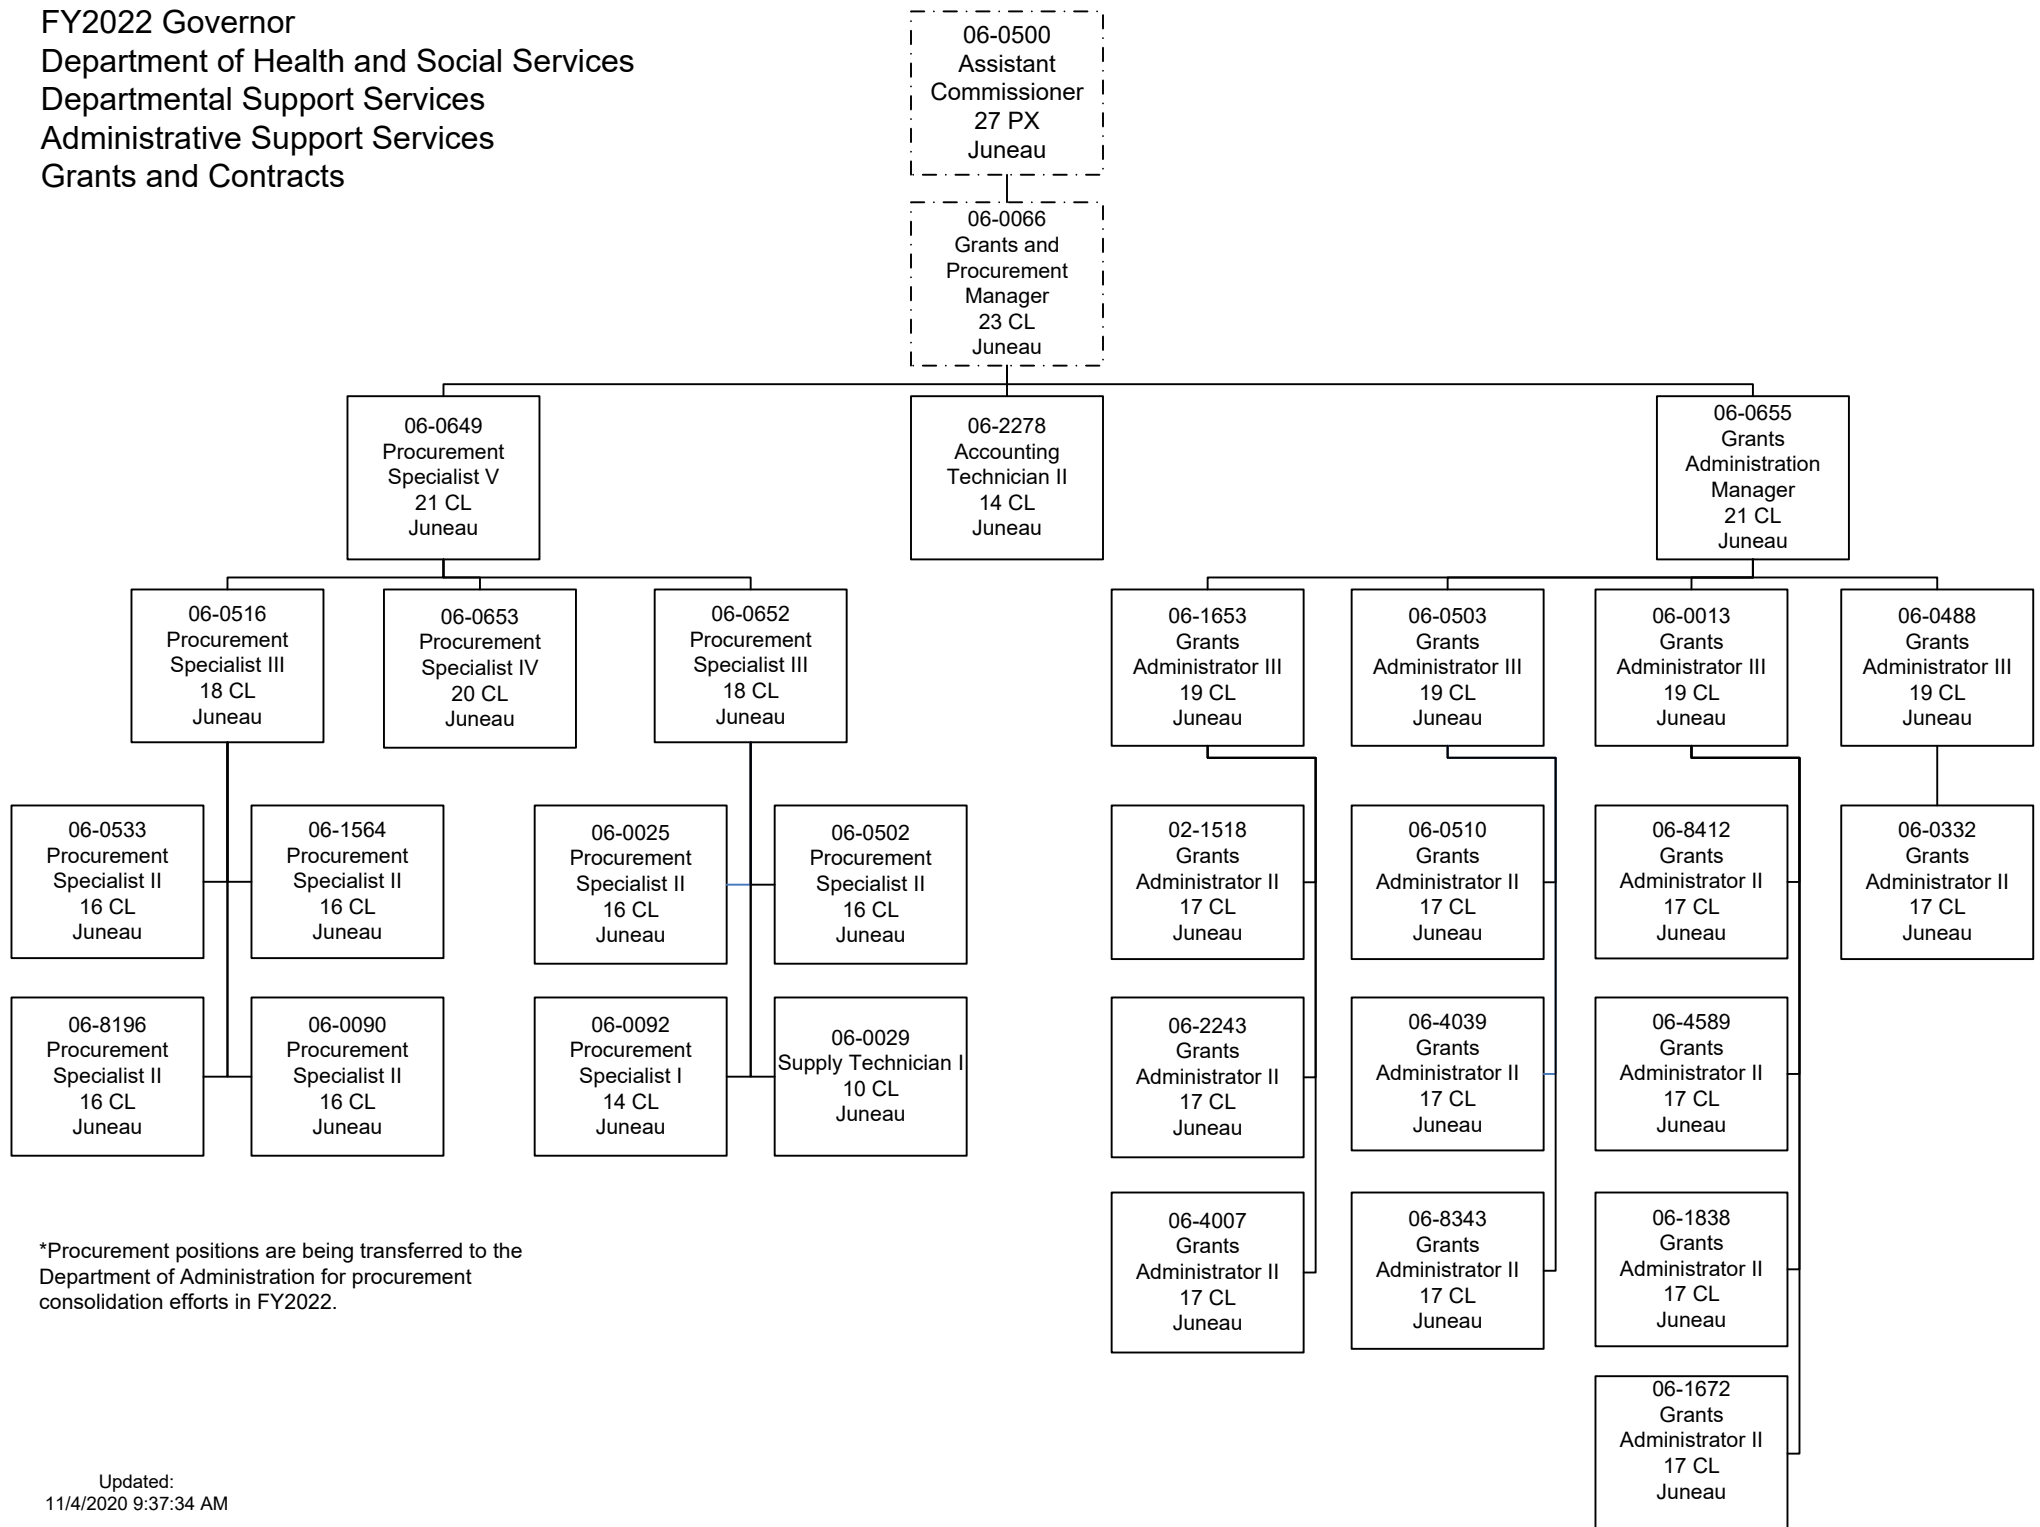 FY2022 Governor
Department of Health and Social Services
Departmental Support Services
Administrative Support Services
Grants and Contracts
06-0500
Assistant
Commissioner
27 PX
Juneau
06-0066
Grants and
Procurement
Manager
23 CL
Juneau
06-0649
Procurement
Specialist V
21 CL
Juneau
06-2278
Accounting
Technician II
14 CL
Juneau
06-0655
Grants
Administration
Manager
21 CL
Juneau
06-0516
Procurement
Specialist III
18 CL
Juneau
06-0653
Procurement
Specialist IV
20 CL
Juneau
06-0652
Procurement
Specialist III
18 CL
Juneau
06-1653
Grants
Administrator III
19 CL
Juneau
06-0503
Grants
Administrator III
19 CL
Juneau
06-0013
Grants
Administrator III
19 CL
Juneau
06-0488
Grants
Administrator III
19 CL
Juneau
06-0533
Procurement
Specialist II
16 CL
Juneau
06-1564
Procurement
Specialist II
16 CL
Juneau
06-0025
Procurement
Specialist II
16 CL
Juneau
06-0502
Procurement
Specialist II
16 CL
Juneau
02-1518
Grants
Administrator II
17 CL
Juneau
06-0510
Grants
Administrator II
17 CL
Juneau
06-8412
Grants
Administrator II
17 CL
Juneau
06-0332
Grants
Administrator II
17 CL
Juneau
06-8196
Procurement
Specialist II
16 CL
Juneau
06-0090
Procurement
Specialist II
16 CL
Juneau
06-0092
Procurement
Specialist I
14 CL
Juneau
06-0029
Supply Technician I
10 CL
Juneau
06-2243
Grants
Administrator II
17 CL
Juneau
06-4039
Grants
Administrator II
17 CL
Juneau
06-4589
Grants
Administrator II
17 CL
Juneau
06-4007
Grants
Administrator II
17 CL
Juneau
06-8343
Grants
Administrator II
17 CL
Juneau
06-1838
Grants
Administrator II
17 CL
Juneau
06-1672
Grants
Administrator II
17 CL
Juneau
*Procurement positions are being transferred to the
Department of Administration for procurement
consolidation efforts in FY2022.
Updated:
11/4/2020 9:37:34 AM